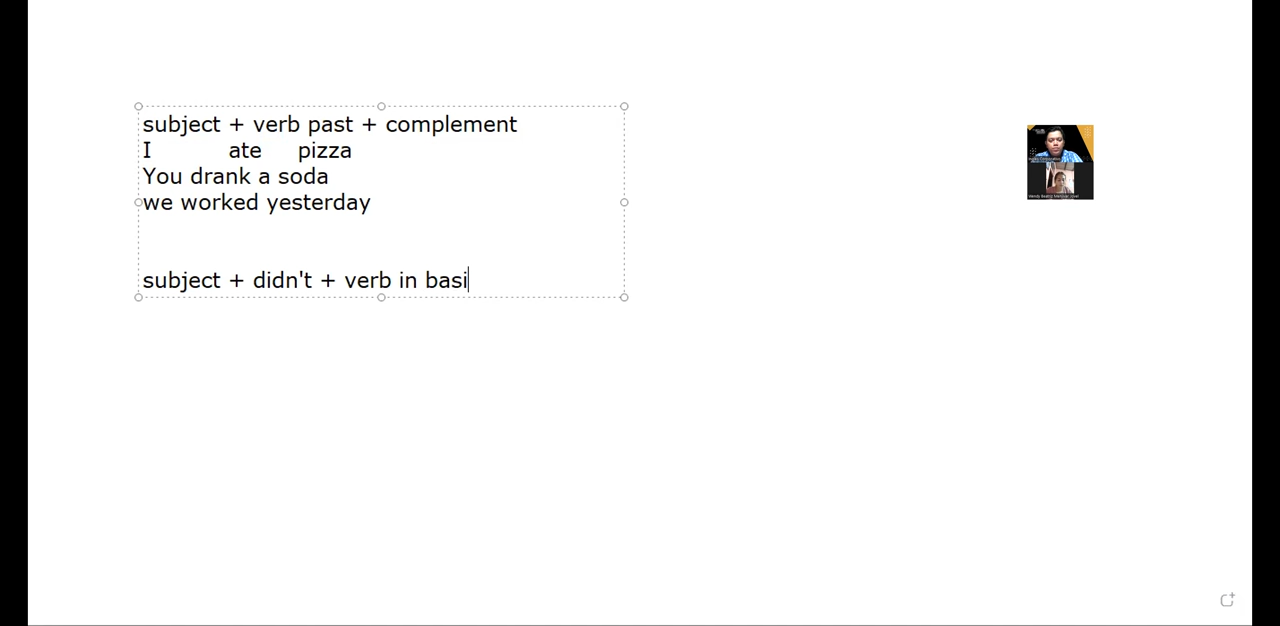 subject + verb past + complement
I ate pizza
You drank a soda
we worked yesterday
subject + didn't + verb in basi